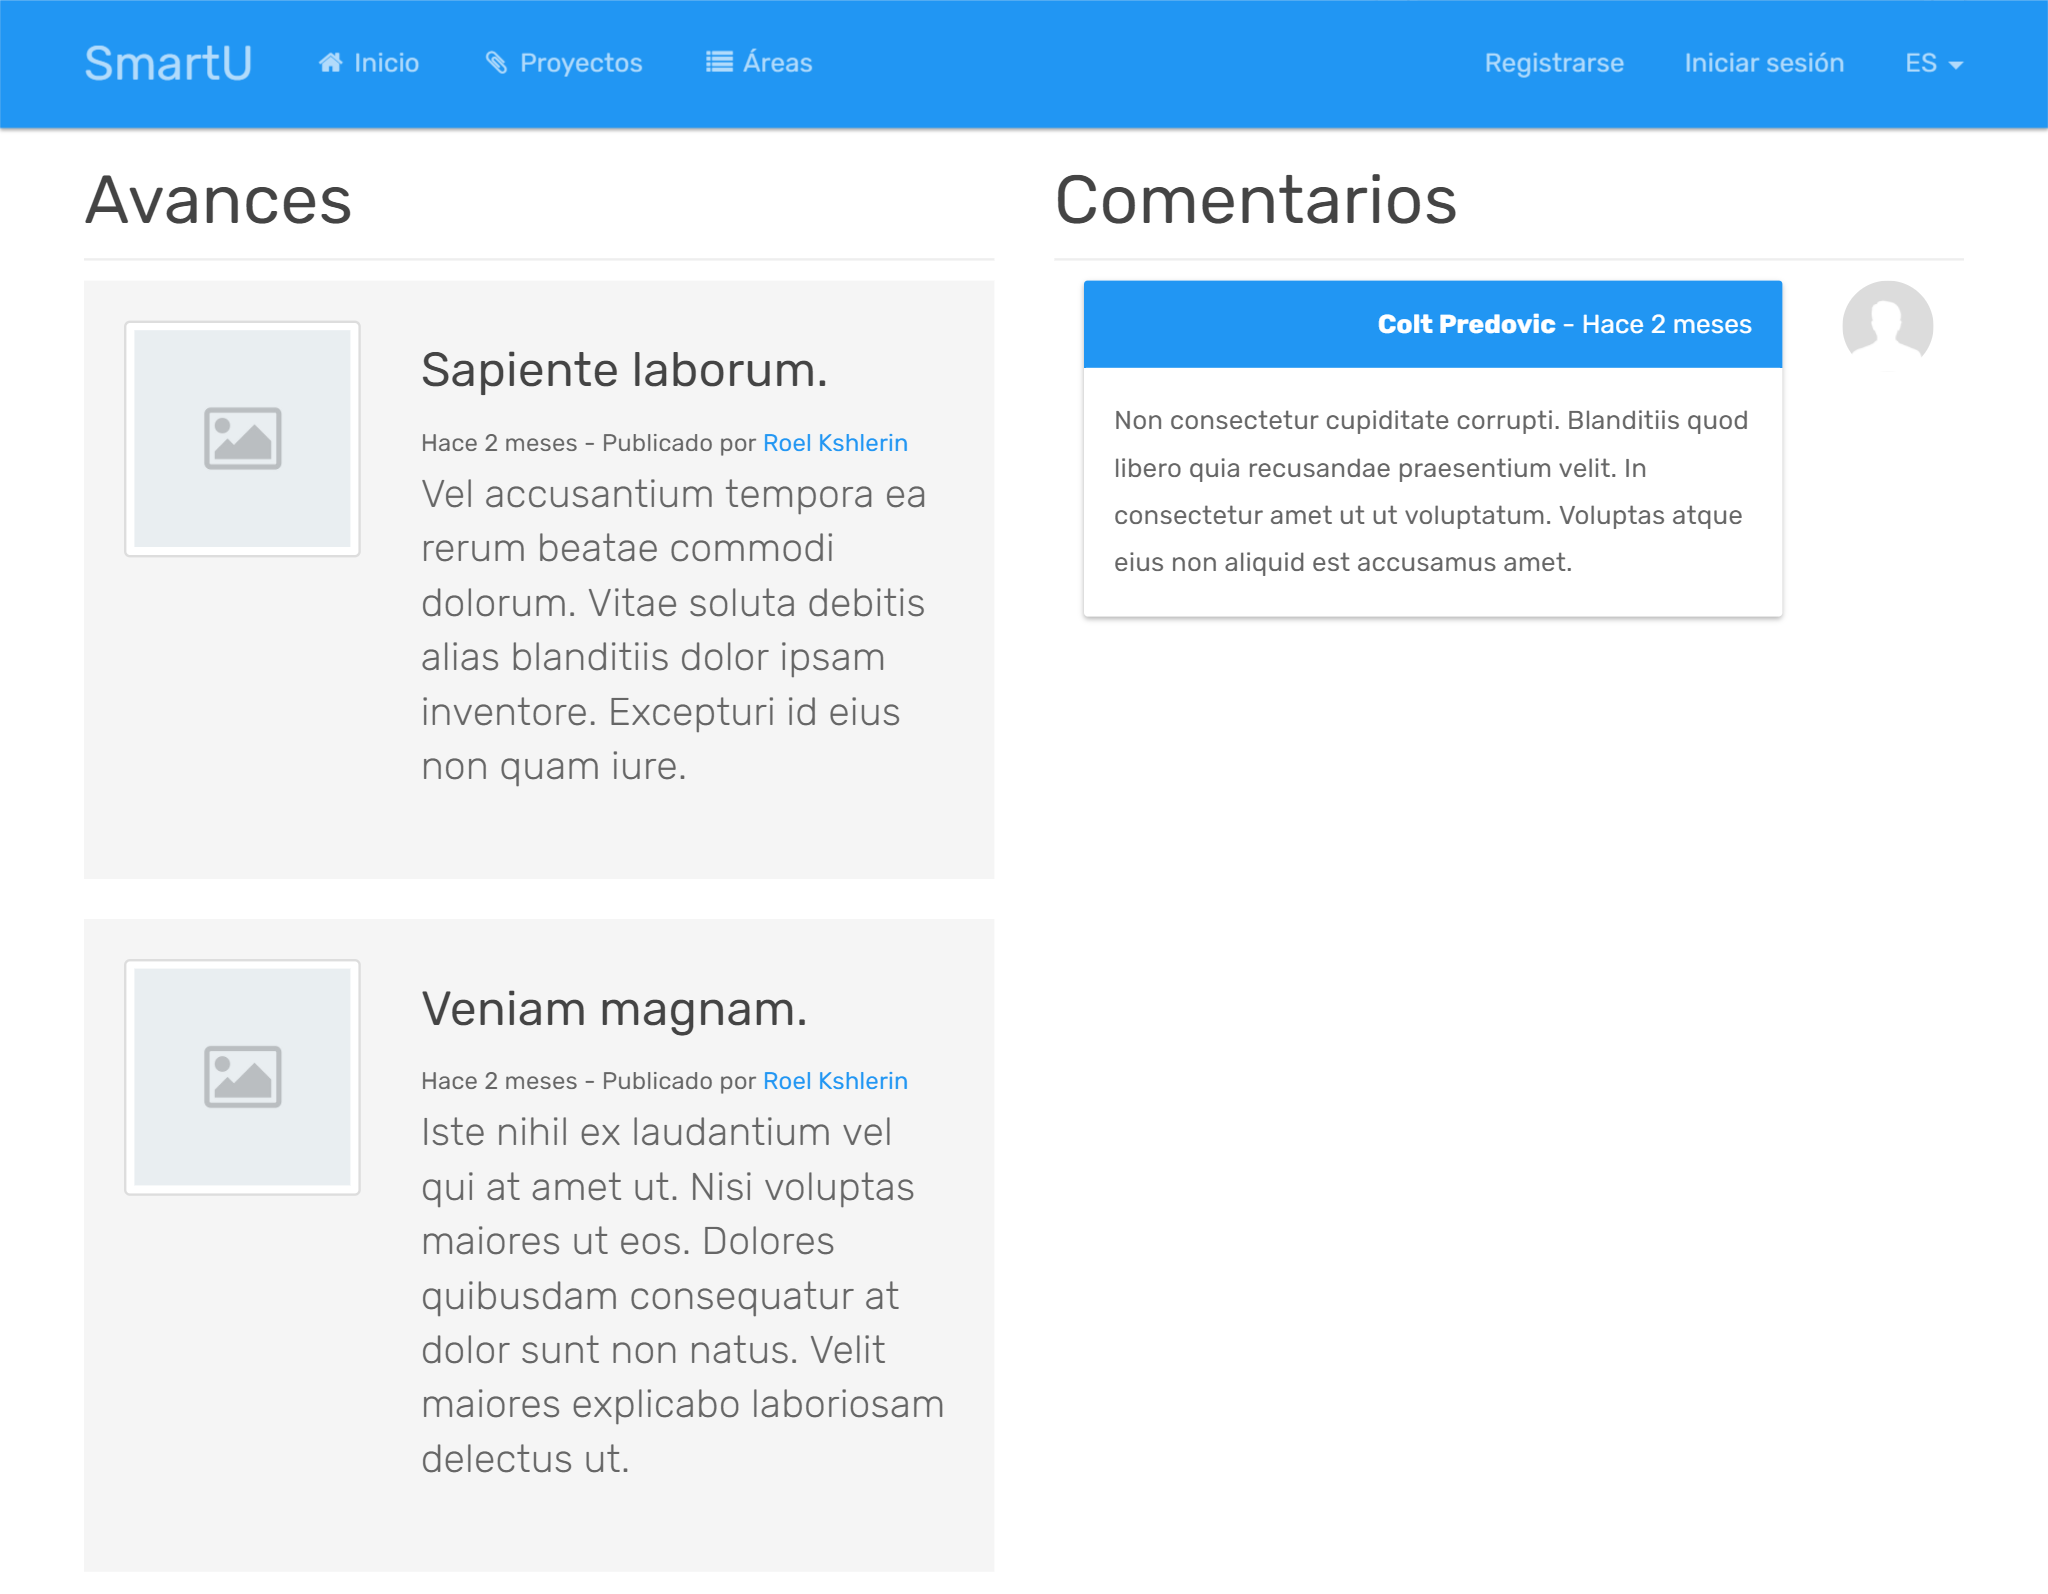 SmartU Inicio Proyectos Áreas Registrarse Iniciar sesión ES
Avances
Sapiente laborum.
Hace 2 meses - Publicado por Roel Kshlerin
Vel accusantium tempora ea
rerum beatae commodi
dolorum. Vitae soluta debitis
alias blanditiis dolor ipsam
inventore. Excepturi id eius
non quam iure.
Veniam magnam.
Hace 2 meses - Publicado por Roel Kshlerin
Iste nihil ex laudantium vel
qui at amet ut. Nisi voluptas
maiores ut eos. Dolores
quibusdam consequatur at
dolor sunt non natus. Velit
maiores explicabo laboriosam
delectus ut.
Comentarios
Colt Predovic - Hace 2 meses
Non consectetur cupiditate corrupti. Blanditiis quod
libero quia recusandae praesentium velit. In
consectetur amet ut ut voluptatum. Voluptas atque
eius non aliquid est accusamus amet.